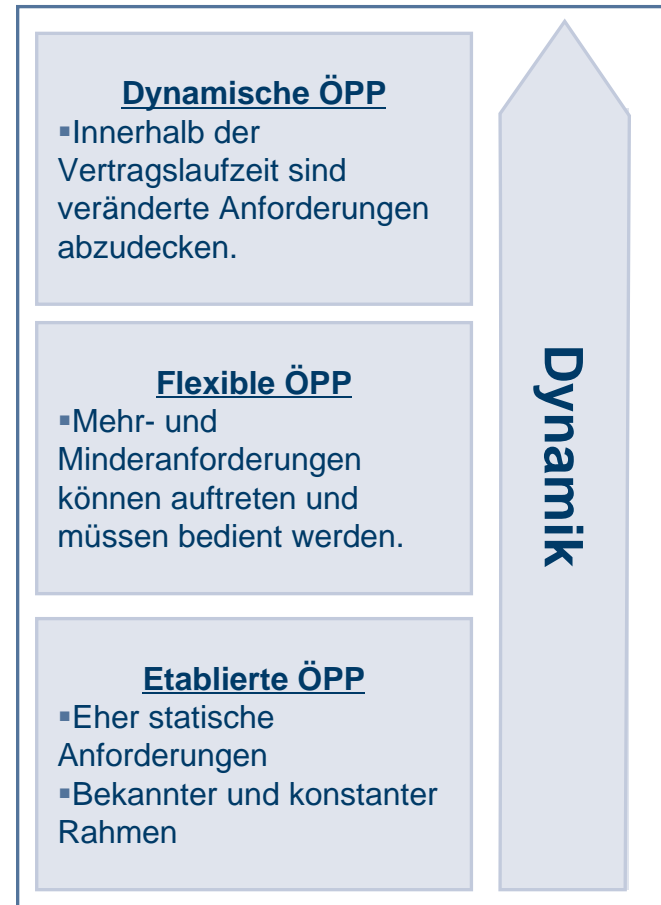 Dynamische ÖPP
▪Innerhalb der
Vertragslaufzeit sind
veränderte Anforderungen
abzudecken.
Flexible ÖPP
▪Mehr- und
Minderanforderungen
können auftreten und
müssen bedient werden.
Etablierte ÖPP
▪Eher statische
Anforderungen
▪Bekannter und konstanter
Rahmen
Dynamik